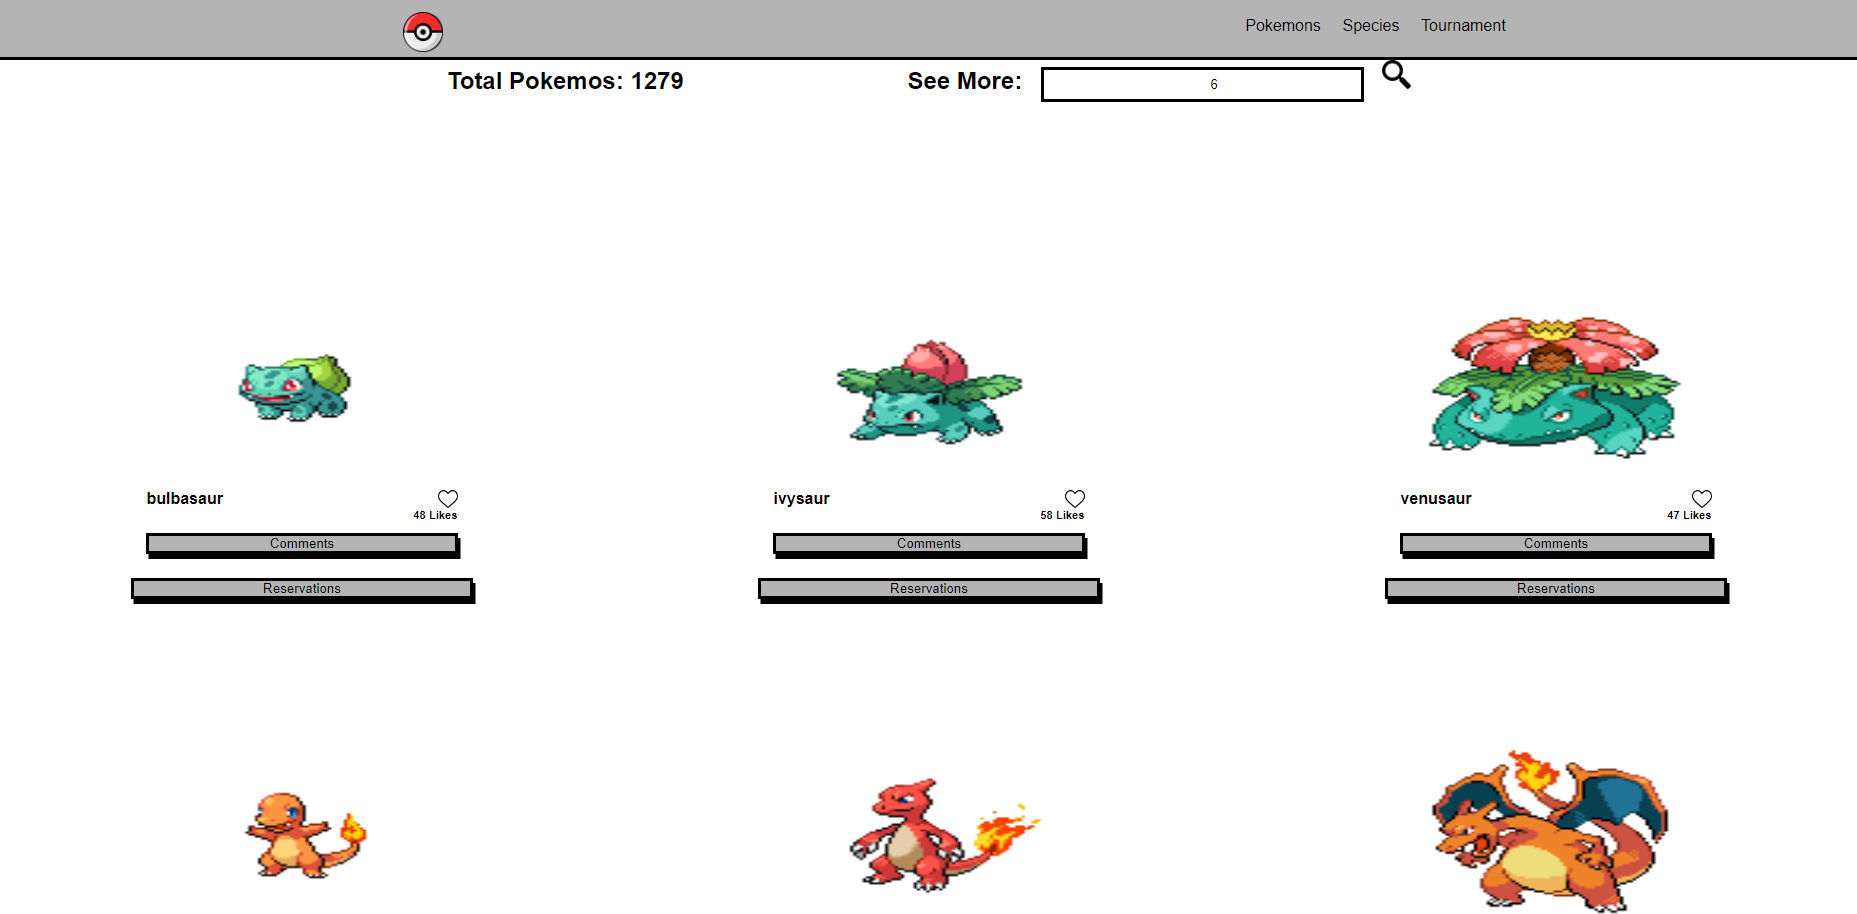 Pokemons Species Tournament
Total Pokemos: 1279 See More: 6
bulbasaur ivysaur venusaur
48 Likes 58 Likes 47 Likes
Comments Comments Comments
Reservations Reservations Reservations